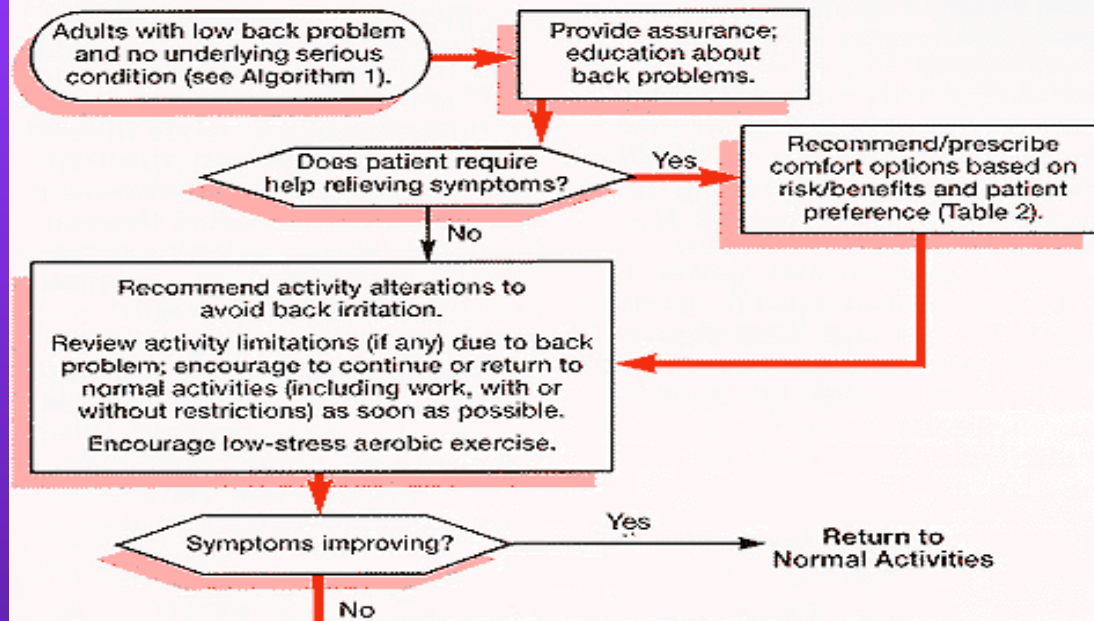 Adults with low back problem
and no underlying serious
condition (see Algorithm 1).
Provide assurance;
education about
back problems.
Does patient require
help relieving symptoms?
Yes
Recommend/prescribe
comfort options based on
risk/benefits and patient
preference (Table 2).
No
Recommend activity alterations to
avoid back irritation.
Review activity limitations (if any) due to back
problem; encourage to continue or return to
normal activities (including work, with or
without restrictions) as soon as possible.
Encourage low-stress aerobic exercise.
Symptoms improving?
Yes
Return to
Normal Activities
No